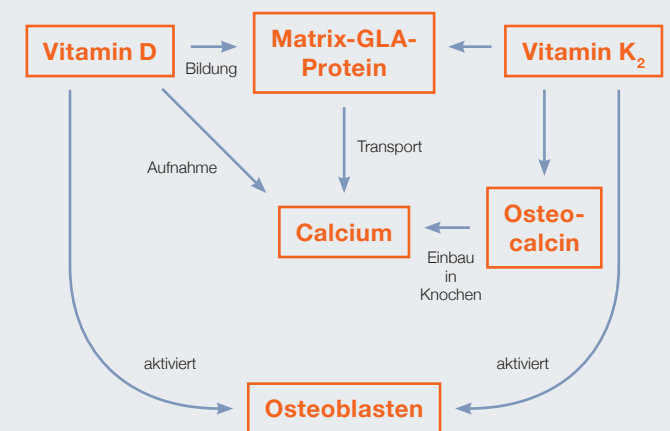 Vitamin D
Bildung
Matrix-GLA-
Protein
Vitamin K₂
Aufnahme
Transport
Calcium
Einbau
in
Knochen
Osteo-
calcin
aktiviert
aktiviert
Osteoblasten